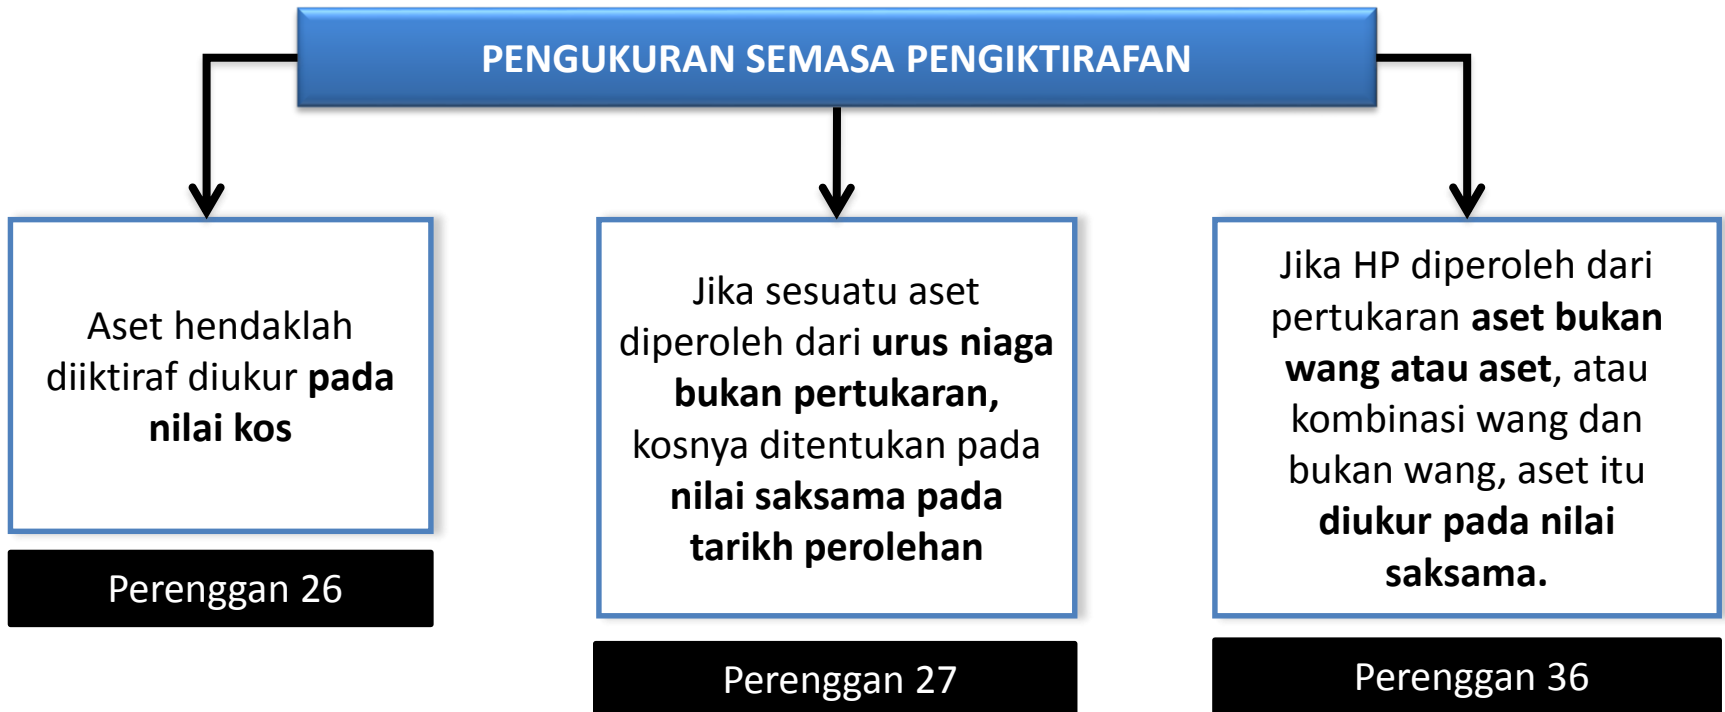 PENGUKURAN SEMASA PENGIKTIRAFAN
Aset hendaklah
diiktiraf diukur pada
nilai kos
Perenggan 26
Jika sesuatu aset
diperoleh dari urus niaga
bukan pertukaran,
kosnya ditentukan pada
nilai saksama pada
tarikh perolehan
Perenggan 27
Jika HP diperoleh dari
pertukaran aset bukan
wang atau aset, atau
kombinasi wang dan
bukan wang, aset itu
diukur pada nilai
saksama.
Perenggan 36